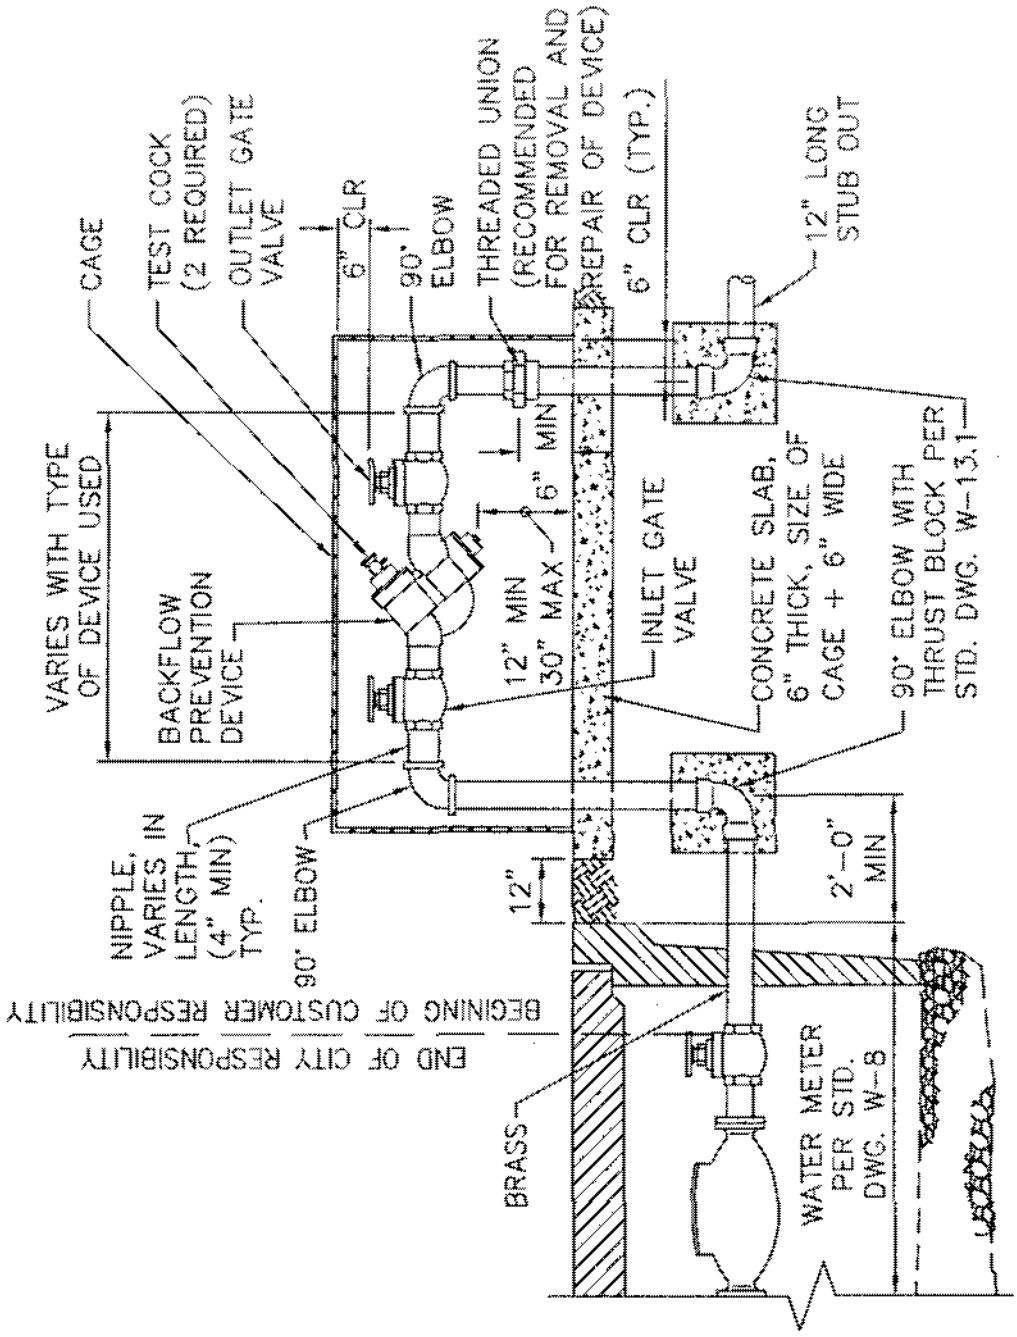 VARIES WITH TYPE
OF DEVICE USED
CAGE
TEST COCK
(2 REQUIRED)
OUTLET GATE
VALVE
6" CLR
90°
ELBOW
THREADED UNION
(RECOMMENDED
FOR REMOVAL AND
REPAIR OF DEVICE)
6" CLR (TYP.)
12" LONG
STUB OUT
BACKFLOW
PREVENTION
DEVICE
NIPPLE,
VARIES IN
LENGTH,
(4" MIN)
TYP.
90° ELBOW
12" MIN
30" MAX
6"
MIN
INLET GATE
VALVE
CONCRETE SLAB,
6" THICK, SIZE OF
CAGE + 6" WIDE
90° ELBOW WITH
THRUST BLOCK PER
STD. DWG. W-13.1
12"
2'-0"
MIN
END OF CITY RESPONSIBILITY
BEGINING OF CUSTOMER RESPONSIBILITY
BRASS
WATER METER
PER STD.
DWG. W-8